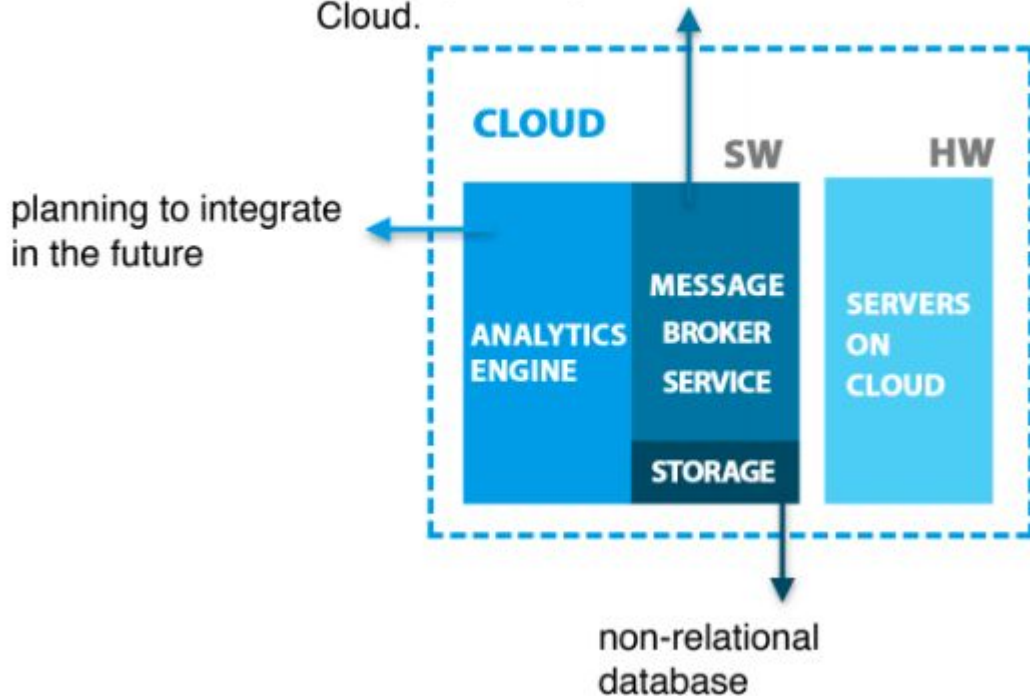 Cloud.
CLOUD
SW
HW
planning to integrate
in the future
ANALYTICS
ENGINE
MESSAGE
BROKER
SERVICE
STORAGE
SERVERS
ON
CLOUD
non-relational
database